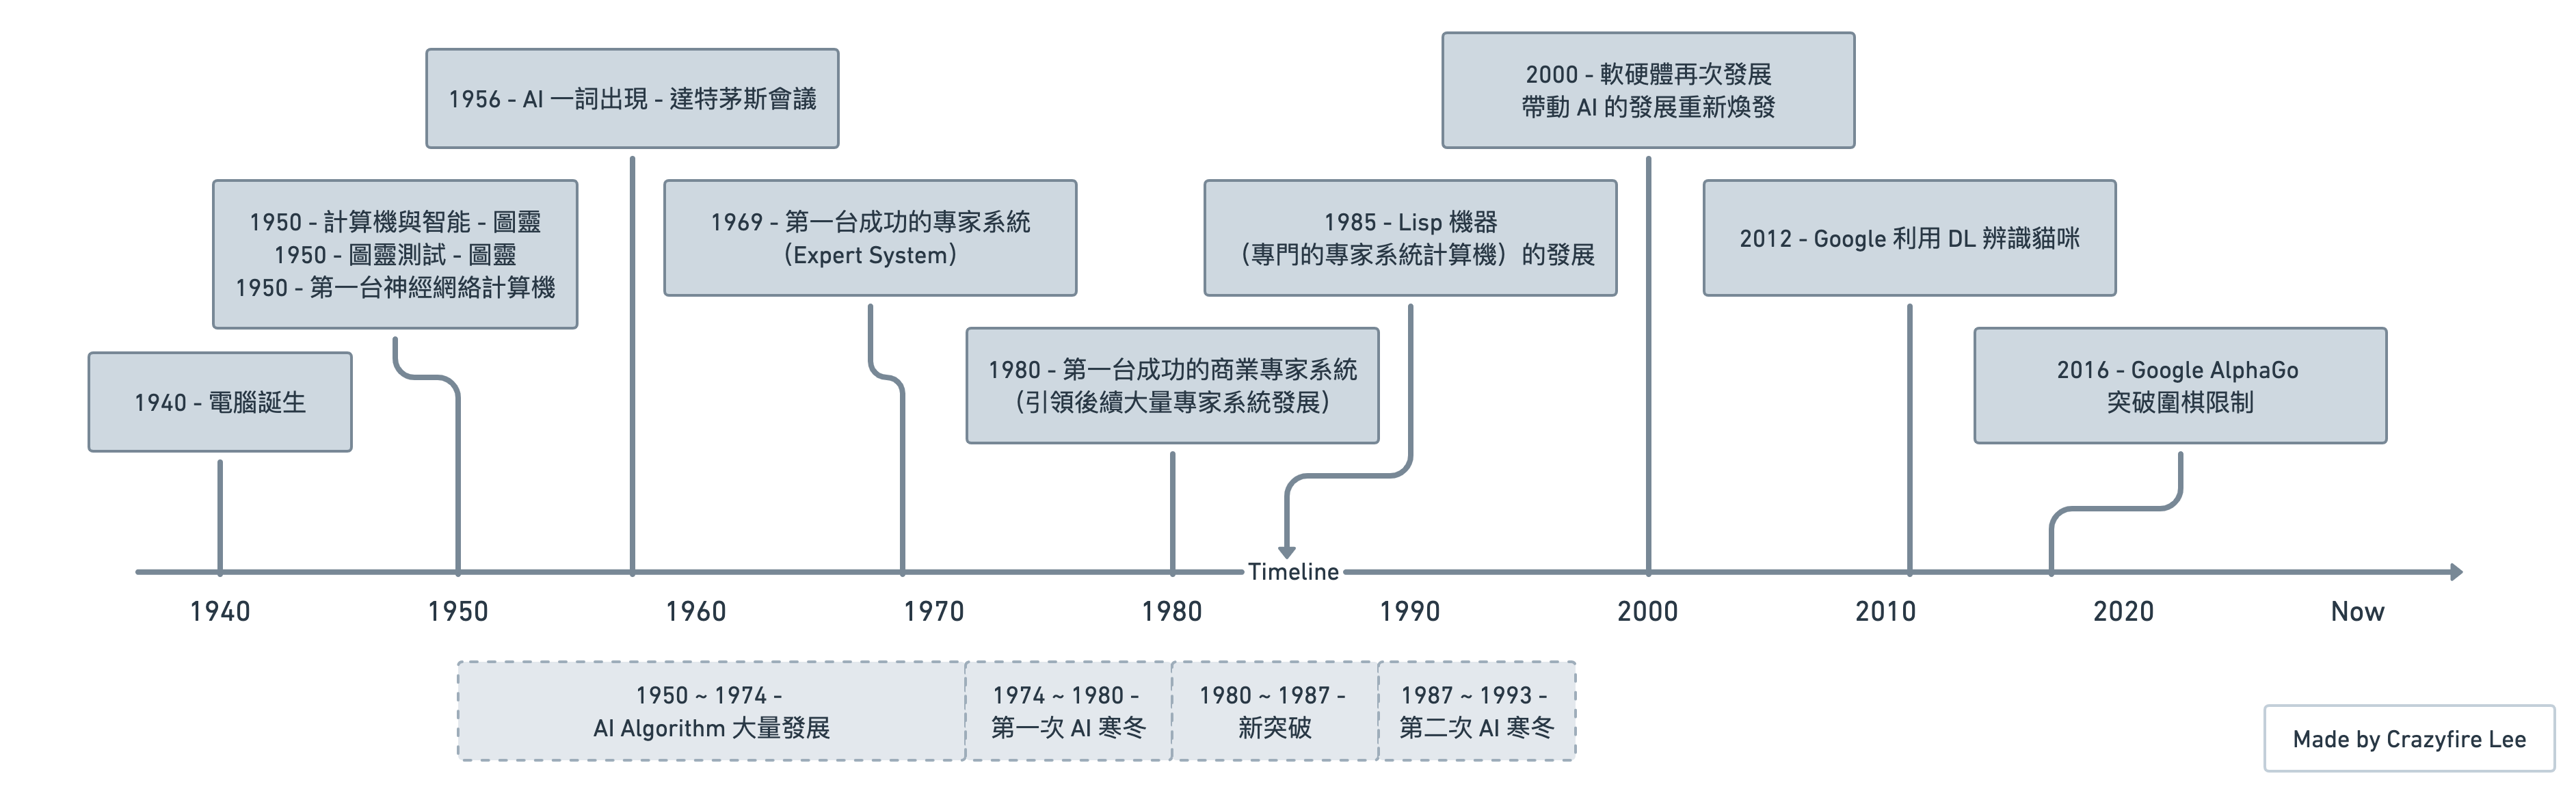 1956 - AI 一詞出現 - 達特茅斯會議
2000 - 軟硬體再次發展
帶動 AI 的發展重新煥發
1950 - 計算機與智能 - 圖靈
1950 - 圖靈測試 - 圖靈
1950 - 第一台神經網絡計算機
1969 - 第一台成功的專家系統
（Expert System）
1985 - Lisp 機器
（專門的專家系統計算機）的發展
2012 - Google 利用 DL 辨識貓咪
1940 - 電腦誕生
1980 - 第一台成功的商業專家系統
（引領後續大量專家系統發展）
2016 - Google AlphaGo
突破圍棋限制
Timeline
1940 1950 1960 1970 1980 1990 2000 2010 2020 Now
1950 ~ 1974 -
AI Algorithm 大量發展
1974 ~ 1980 -
第一次 AI 寒冬
1980 ~ 1987 -
新突破
1987 ~ 1993 -
第二次 AI 寒冬
Made by Crazyfire Lee